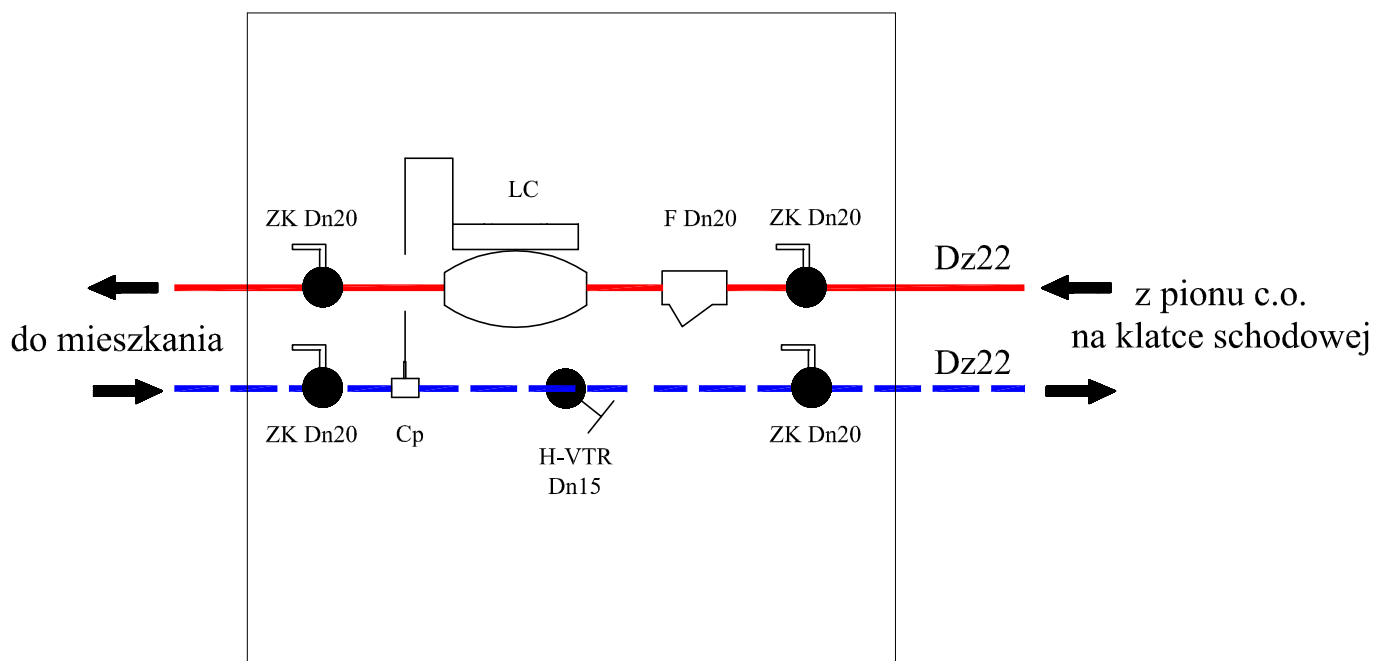 LC
ZK Dn20
F Dn20
ZK Dn20
Dz22
z pionu c.o.
na klatce schodowej
do mieszkania
Dz22
ZK Dn20
Cp
H-VTR
Dn15
ZK Dn20